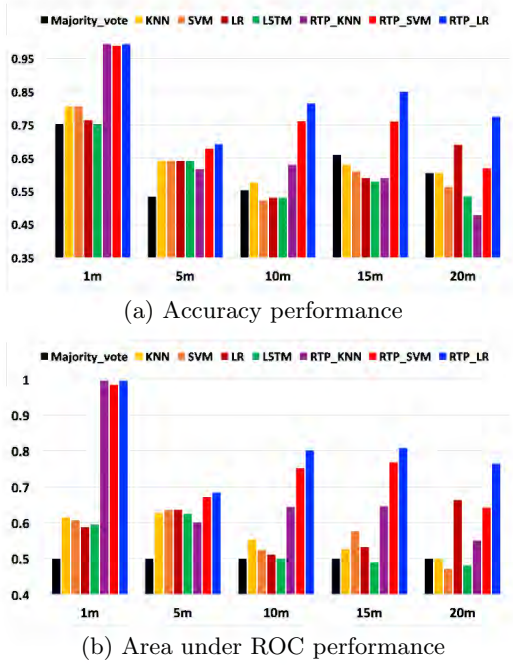 Majority_vote KNN SVM LR LSTM RTP_KNN RTP_SVM RTP_LR
0.95
0.85
0.75
0.65
0.55
0.45
0.35
1m 5m 10m 15m 20m
(a) Accuracy performance
Majority_vote KNN SVM LR LSTM RTP_KNN RTP_SVM RTP_LR
1
0.9
0.8
0.7
0.6
0.5
0.4
1m 5m 10m 15m 20m
(b) Area under ROC performance